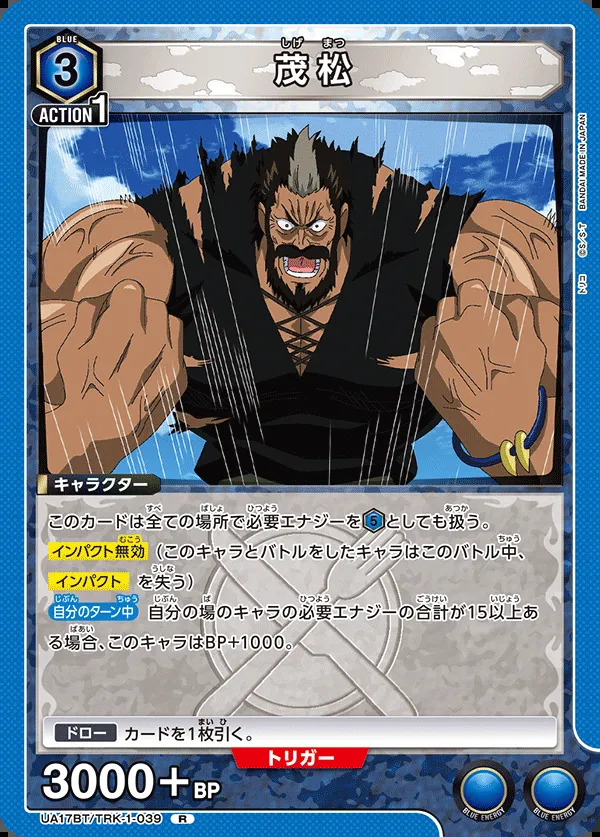 BLUE
3
ACTION1
しげ まつ
茂松
トリコ ©S／S･T BANDAI MADE IN JAPAN
キャラクター
このカードは全ての場所で必要エナジーを5としても扱う。
インパクト無効 (このキャラとバトルをしたキャラはこのバトル中、
インパクト を失う)
自分のターン中 自分の場のキャラの必要エナジーの合計が15以上あ
る場合、このキャラはBP+1000。
ドロー カードを1枚引く。
トリガー
3000+BP
BLUE ENERGY BLUE ENERGY
UA17BT/TRK-1-039 R